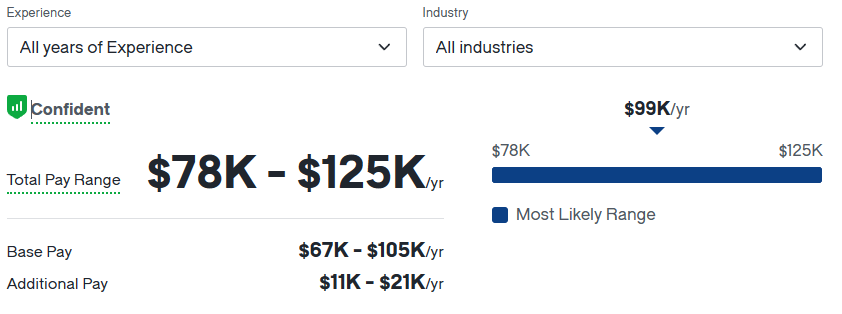 Experience
All years of Experience
Industry
All industries
Confident
Total Pay Range $78K - $125K/yr
Base Pay $67K - $105K/yr
Additional Pay $11K - $21K/yr
$99K/yr
$78K $125K
Most Likely Range